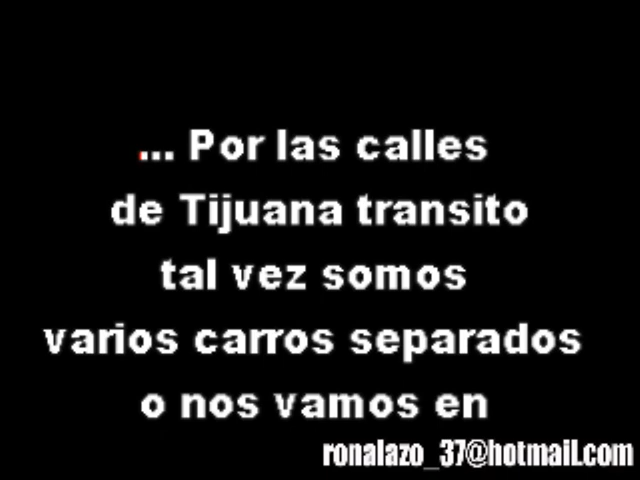 ... Por las calles
de Tijuana transito
tal vez somos
varios carros separados
o nos vamos en
ronalazo_37@hotmail.com